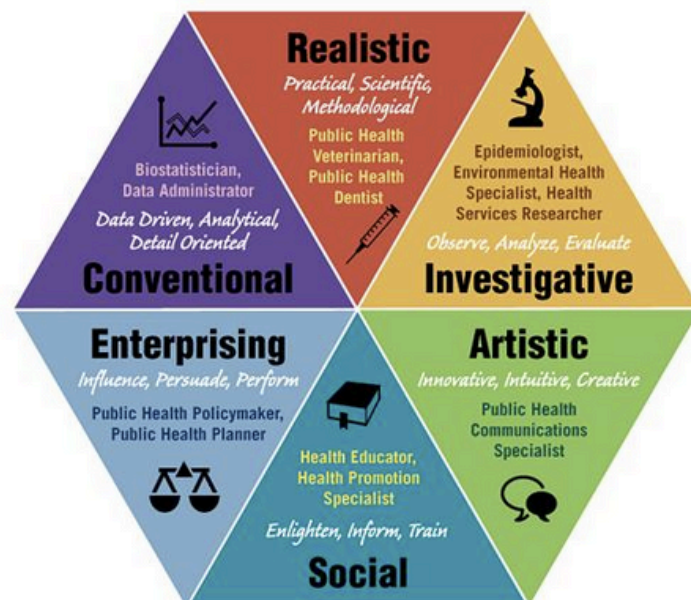 Realistic
Practical, Scientific,
Methodological
Public Health
Veterinarian,
Public Health
Dentist
Epidemiologist,
Environmental Health
Specialist, Health
Services Researcher
Observe, Analyze, Evaluate
Investigative
Artistic
Innovative, Intuitive, Creative
Public Health
Communications
Specialist
Health Educator,
Health Promotion
Specialist
Enlighten, Inform, Train
Social
Enterprising
Influence, Persuade, Perform
Public Health Policymaker,
Public Health Planner
Biostatistician,
Data Administrator
Data Driven, Analytical,
Detail Oriented
Conventional